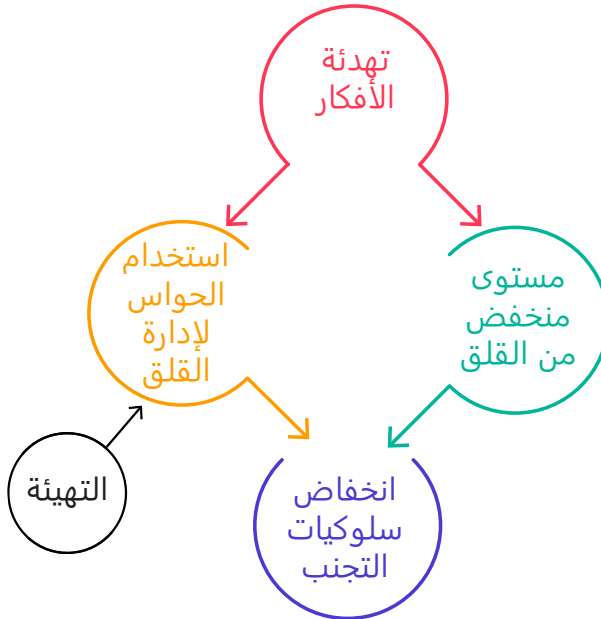 تهدئة
الأفكار
استخدام
الحواس
لإدارة
القلق
مستوى
منخفض
من القلق
التهيئة
انخفاض
سلوكيات
التجنب